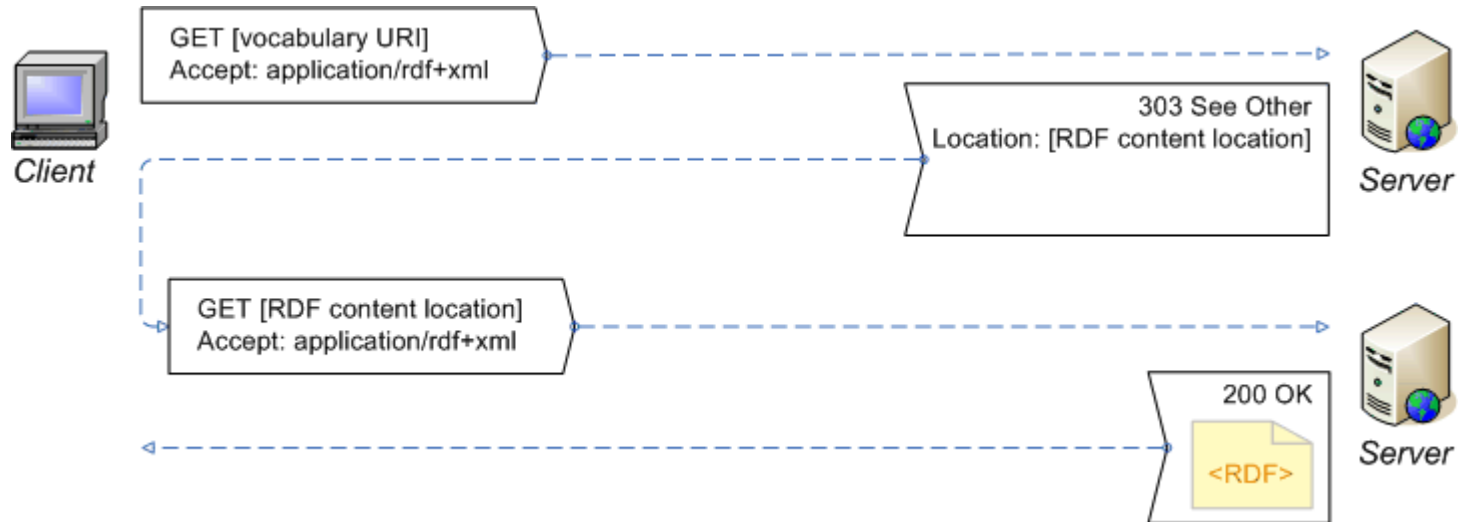 GET [vocabulary URI]
Accept: application/rdf+xml
Client
303 See Other
Location: [RDF content location]
Server
GET [RDF content location]
Accept: application/rdf+xml
200 OK
<RDF>
Server